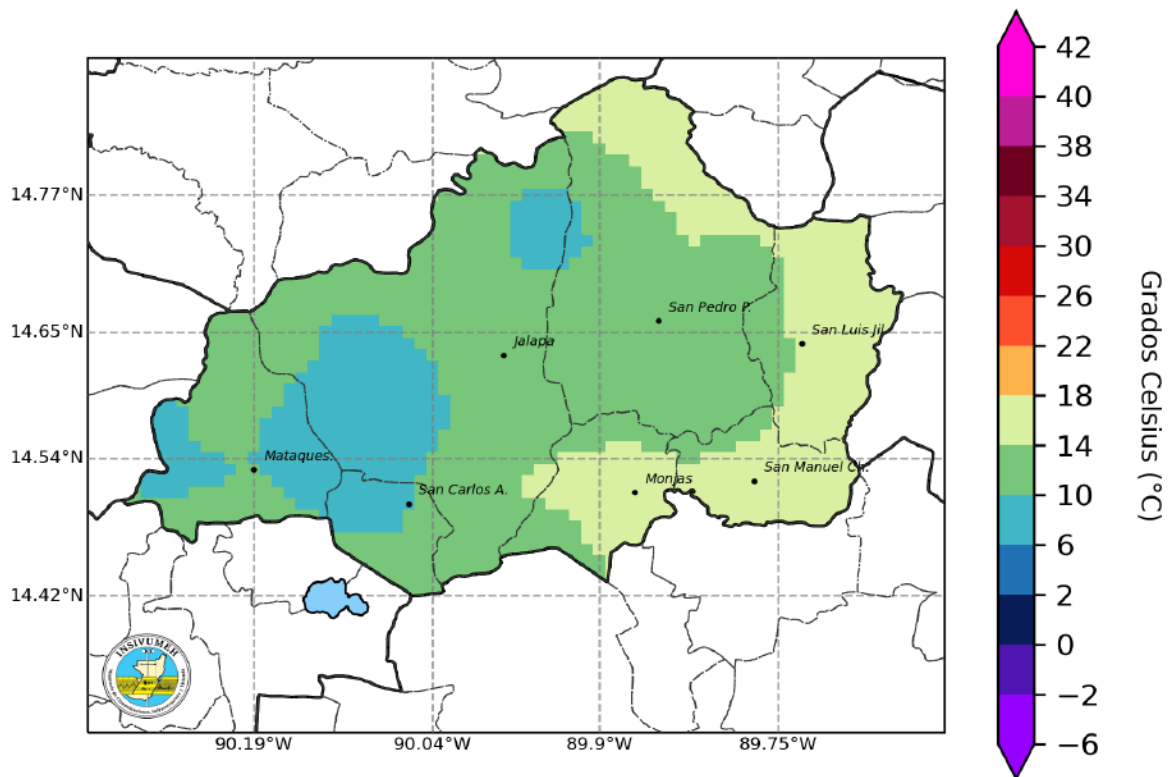 14.77°N
14.65°N
14.54°N
14.42°N
San Pedro P.
San Luis Jil.
Jalapa
Mataques.
San Carlos A.
Monjas
San Manuel Ch.
INSIVUMEH
90.19°W
90.04°W
89.9°W
89.75°W
42
40
38
34
30
26
22
18
14
10
6
2
0
−2
−6
Grados Celsius (°C)